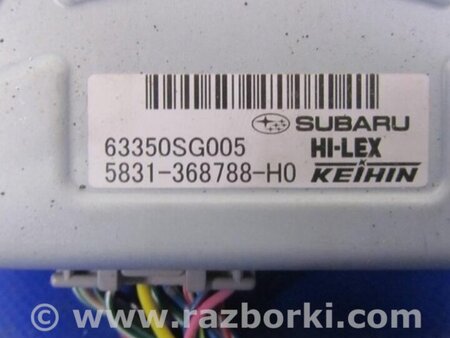 SUBARU
63350SG005 HI-LEX
5831-368788-H0 KEIHIN
© www.razborki.com